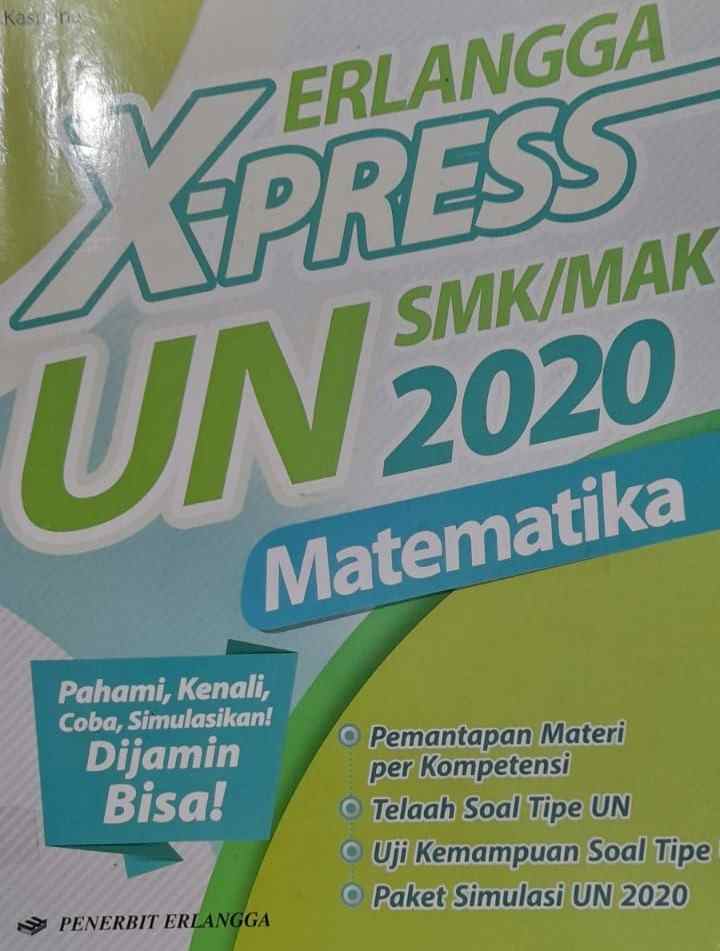 ERLANGGA
X-PRESS
UN SMK/MAK
2020
Matematika
Pahami, Kenali,
Coba, Simulasikan!
Dijamin
Bisa!
Pemantapan Materi
per Kompetensi
Telaah Soal Tipe UN
Uji Kemampuan Soal Tipe
Paket Simulasi UN 2020
PENERBIT ERLANGGA